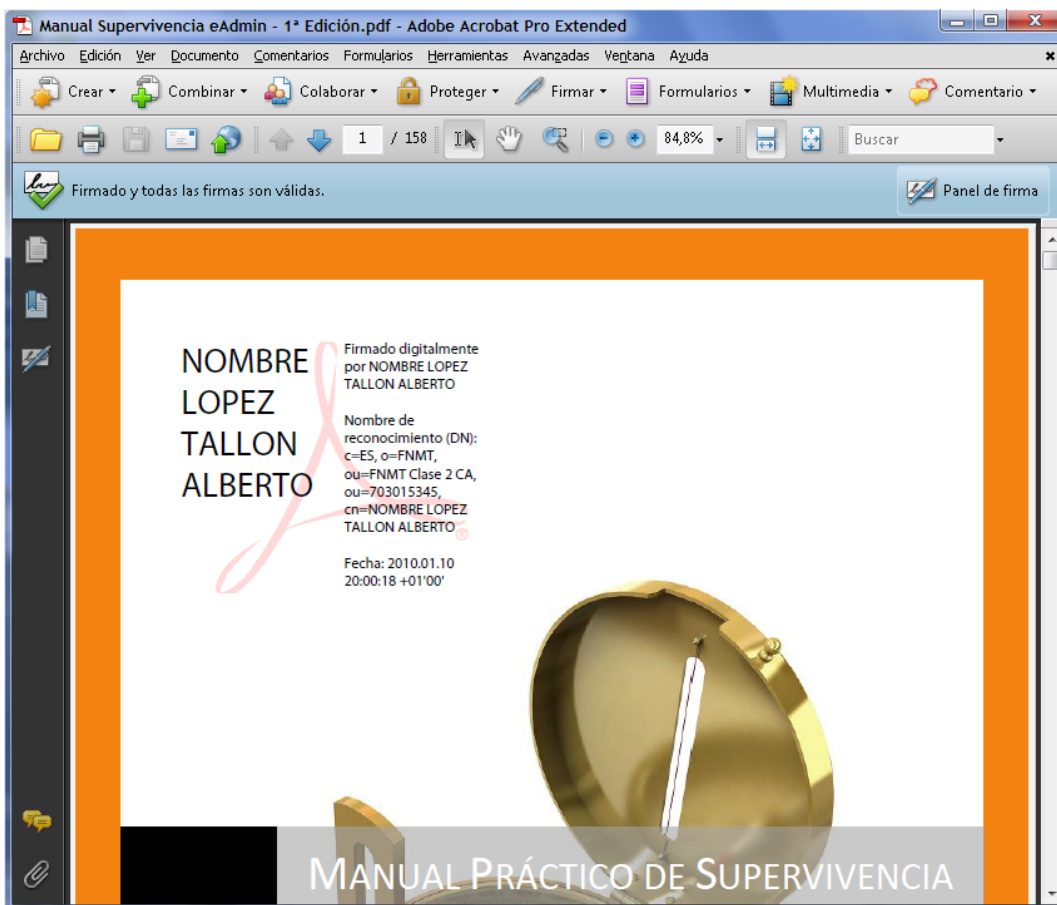 Manual Supervivencia eAdmin - 1ª Edición.pdf - Adobe Acrobat Pro Extended
Archivo Edición Ver Documento Comentarios Formularios Herramientas Avanzadas Ventana Ayuda
Crear Combinar Colaborar Proteger Firmar Formularios Multimedia Comentario
1 / 158 84,8% Buscar
Firmado y todas las firmas son válidas. Panel de firma
NOMBRE
LOPEZ
TALLON
ALBERTO
Firmado digitalmente
por NOMBRE LOPEZ
TALLON ALBERTO
Nombre de
reconocimiento (DN):
c=ES, o=FNMT,
ou=FNMT Clase 2 CA,
ou=703015345,
cn=NOMBRE LOPEZ
TALLON ALBERTO
Fecha: 2010.01.10
20:00:18 +01'00'
MANUAL PRÁCTICO DE SUPERVIVENCIA